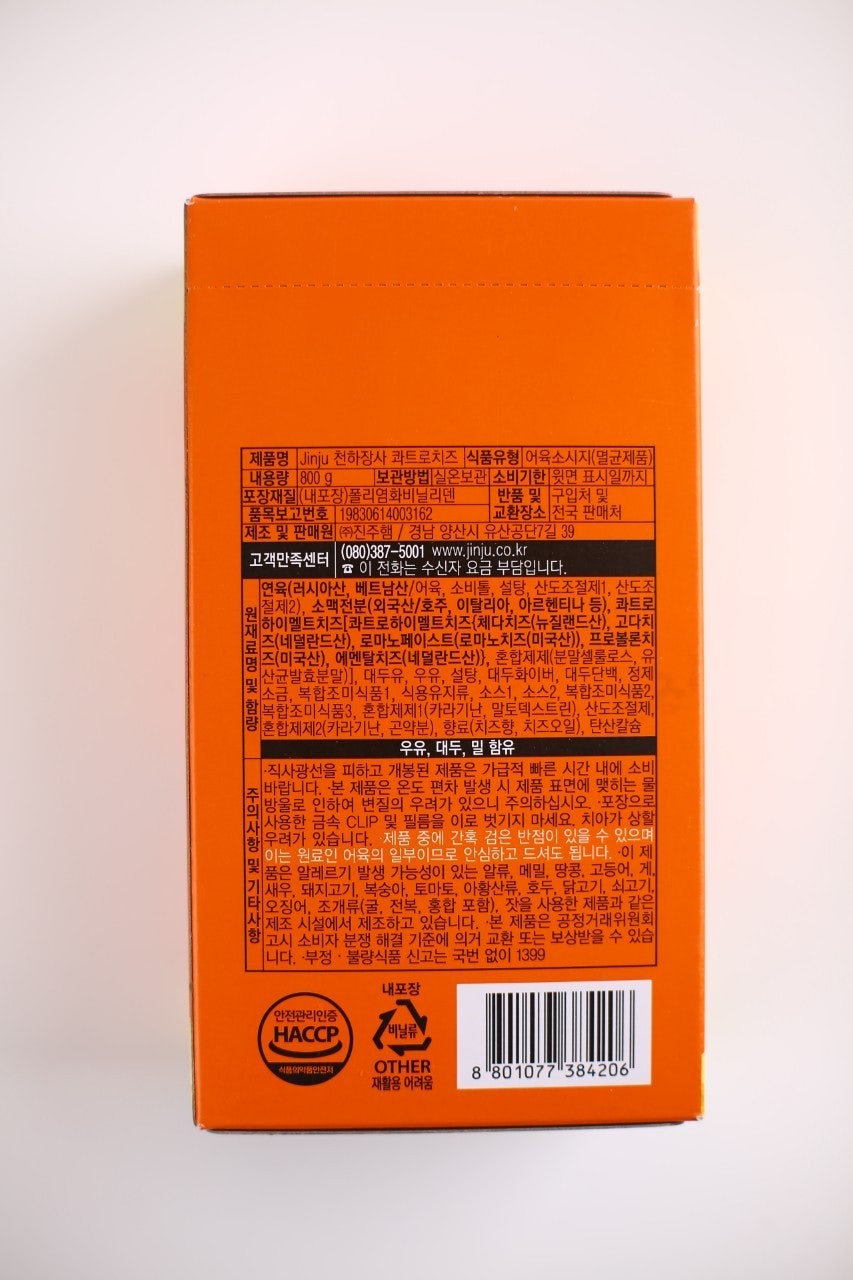 제품명 Jinju 천하장사 콰트로치즈 식품유형 어육소시지(멸균제품)
내용량 800 g 보관방법 실온보관 소비기한 윗면 표시일까지
포장재질 (내포장)폴리염화비닐리덴 반품 및 교환장소 구입처 및 전국 판매처
품목보고번호 19830614003162
제조 및 판매원 ㈜진주햄 / 경남 양산시 유산공단7길 39
고객만족센터 (080)387-5001 www.jinju.co.kr
☎ 이 전화는 수신자 요금 부담입니다.
원재료명 및 함량
연육(러시아산, 베트남산/어육, 소비톨, 설탕, 산도조절제1, 산도조
절제2), 소맥전분(외국산/호주, 이탈리아, 아르헨티나 등), 콰트로
하이멜트치즈[콰트로하이멜트치즈{체다치즈(뉴질랜드산), 고다치
즈(네덜란드산), 로마노페이스트(로마노치즈(미국산)), 프로볼론치
즈(미국산), 에멘탈치즈(네덜란드산)}, 혼합제제(분말셀룰로스, 유
산균발효분말)], 대두유, 우유, 설탕, 대두화이버, 대두단백, 정제
소금, 복합조미식품1, 식용유지류, 소스1, 소스2, 복합조미식품2,
복합조미식품3, 혼합제제1(카라기난, 말토덱스트린), 산도조절제,
혼합제제2(카라기난, 곤약분), 향료(치즈향, 치즈오일), 탄산칼슘
우유, 대두, 밀 함유
주의사항 및 기타사항
·직사광선을 피하고 개봉된 제품은 가급적 빠른 시간 내에 소비
바랍니다. ·본 제품은 온도 편차 발생 시 제품 표면에 맺히는 물
방울로 인하여 변질의 우려가 있으니 주의하십시오. ·포장으로
사용한 금속 CLIP 및 필름을 이로 벗기지 마세요. 치아가 상할
우려가 있습니다. ·제품 중에 간혹 검은 반점이 있을 수 있으며
이는 원료인 어육의 일부이므로 안심하고 드셔도 됩니다. ·이 제
품은 알레르기 발생 가능성이 있는 알류, 메밀, 땅콩, 고등어, 게,
새우, 돼지고기, 복숭아, 토마토, 아황산류, 호두, 닭고기, 쇠고기,
오징어, 조개류(굴, 전복, 홍합 포함), 잣을 사용한 제품과 같은
제조 시설에서 제조하고 있습니다. ·본 제품은 공정거래위원회
고시 소비자 분쟁 해결 기준에 의거 교환 또는 보상받을 수 있습
니다. ·부정·불량식품 신고는 국번 없이 1399
안전관리인증
HACCP
식품의약품안전처
내포장
비닐류
OTHER
재활용 어려움
8 801077 384206